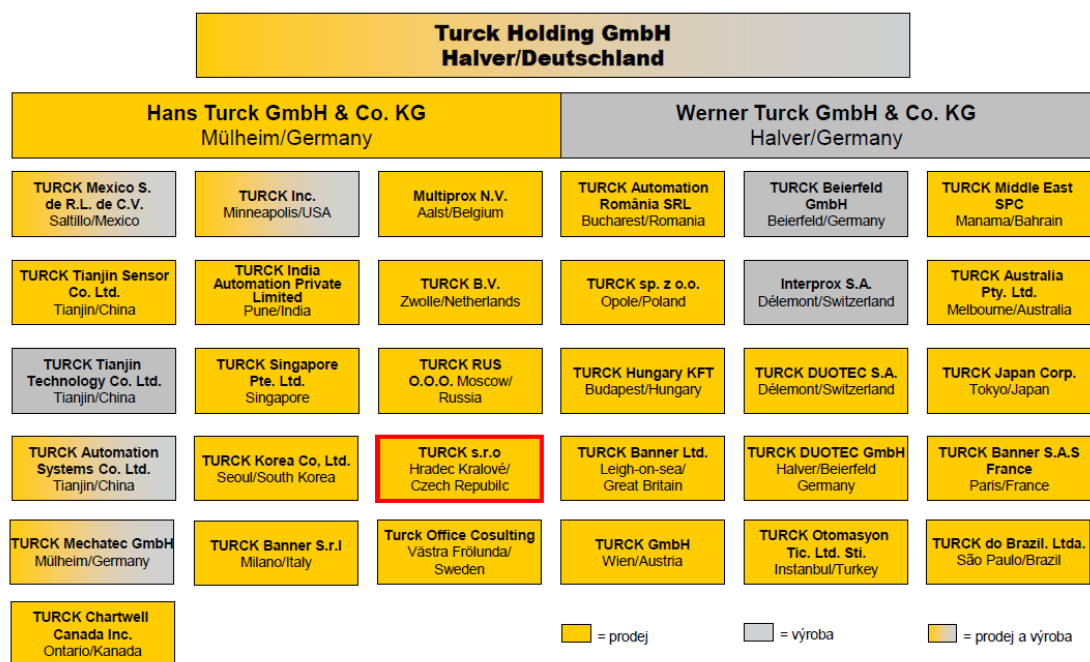 Turck Holding GmbH
Halver/Deutschland
Hans Turck GmbH & Co. KG
Mülheim/Germany
Werner Turck GmbH & Co. KG
Halver/Germany
TURCK Mexico S.
de R.L. de C.V.
Saltillo/Mexico
TURCK Inc.
Minneapolis/USA
Multiprox N.V.
Aalst/Belgium
TURCK Automation
România SRL
Bucharest/Romania
TURCK Beierfeld
GmbH
Beierfeld/Germany
TURCK Middle East
SPC
Manama/Bahrain
TURCK Tianjin Sensor
Co. Ltd.
Tianjin/China
TURCK India
Automation Private
Limited
Pune/India
TURCK B.V.
Zwolle/Netherlands
TURCK sp. z o.o.
Opole/Poland
Interprox S.A.
Délemont/Switzerland
TURCK Australia
Pty. Ltd.
Melbourne/Australia
TURCK Tianjin
Technology Co. Ltd.
Tianjin/China
TURCK Singapore
Pte. Ltd.
Singapore
TURCK RUS
O.O.O. Moscow/
Russia
TURCK Hungary KFT
Budapest/Hungary
TURCK DUOTEC S.A.
Délemont/Switzerland
TURCK Japan Corp.
Tokyo/Japan
TURCK Automation
Systems Co. Ltd.
Tianjin/China
TURCK Korea Co, Ltd.
Seoul/South Korea
TURCK s.r.o
Hradec Kralové/
Czech Repubilc
TURCK Banner Ltd.
Leigh-on-sea/
Great Britain
TURCK DUOTEC GmbH
Halver/Beierfeld
Germany
TURCK Banner S.A.S
France
Paris/France
TURCK Mechatec GmbH
Mülheim/Germany
TURCK Banner S.r.l
Milano/Italy
Turck Office Cosulting
Västra Frölunda/
Sweden
TURCK GmbH
Wien/Austria
TURCK Otomasyon
Tic. Ltd. Sti.
Instanbul/Turkey
TURCK do Brazil. Ltda.
São Paulo/Brazil
TURCK Chartwell
Canada Inc.
Ontario/Kanada
= prodej
= výroba
= prodej a výroba